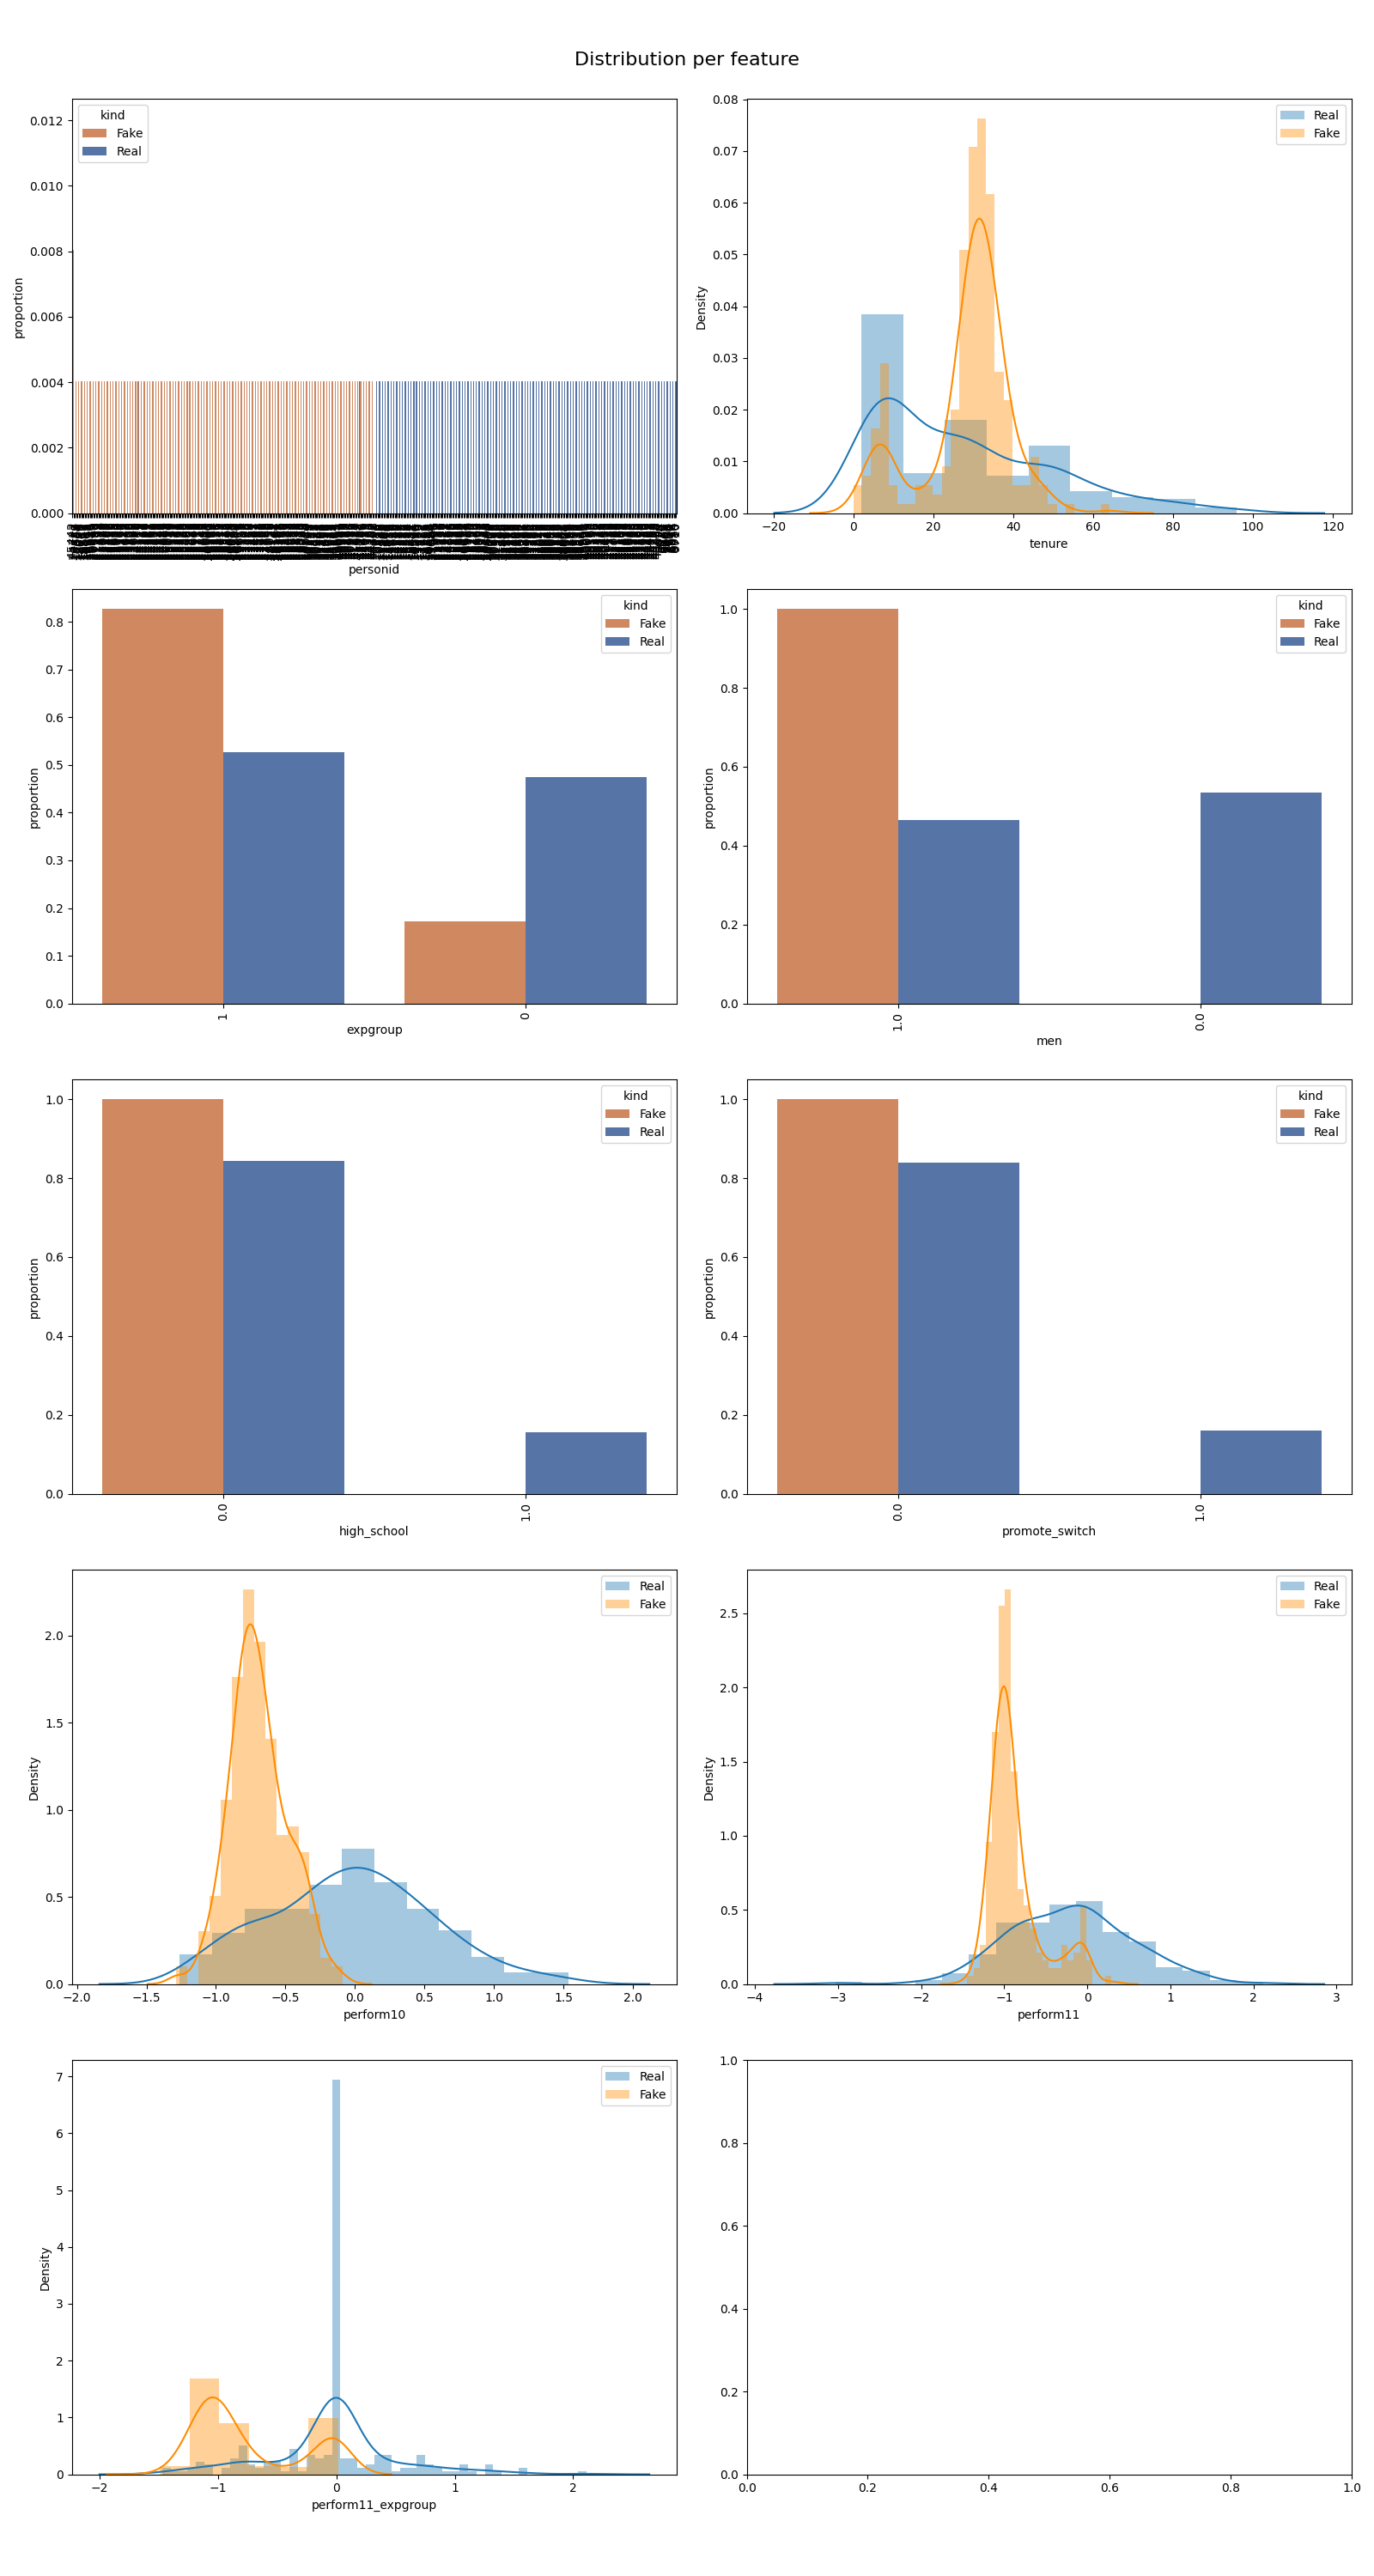 Distribution per feature
kind
Fake
Real
0.012
0.010
0.008
0.006
0.004
0.002
0.000
proportion
personid
Real
Fake
0.08
0.07
0.06
0.05
0.04
0.03
0.02
0.01
0.00
Density
−20 0 20 40 60 80 100 120
tenure
kind
Fake
Real
0.8
0.7
0.6
0.5
0.4
0.3
0.2
0.1
0.0
proportion
1 0
expgroup
kind
Fake
Real
1.0
0.8
0.6
0.4
0.2
0.0
proportion
1.0 0.0
men
kind
Fake
Real
1.0
0.8
0.6
0.4
0.2
0.0
proportion
0.0 1.0
high_school
kind
Fake
Real
1.0
0.8
0.6
0.4
0.2
0.0
proportion
0.0 1.0
promote_switch
Real
Fake
2.0
1.5
1.0
0.5
0.0
Density
−2.0 −1.5 −1.0 −0.5 0.0 0.5 1.0 1.5 2.0
perform10
Real
Fake
2.5
2.0
1.5
1.0
0.5
0.0
Density
−4 −3 −2 −1 0 1 2 3
perform11
Real
Fake
7
6
5
4
3
2
1
0
Density
−2 −1 0 1 2
perform11_expgroup
1.0
0.8
0.6
0.4
0.2
0.0
0.0 0.2 0.4 0.6 0.8 1.0